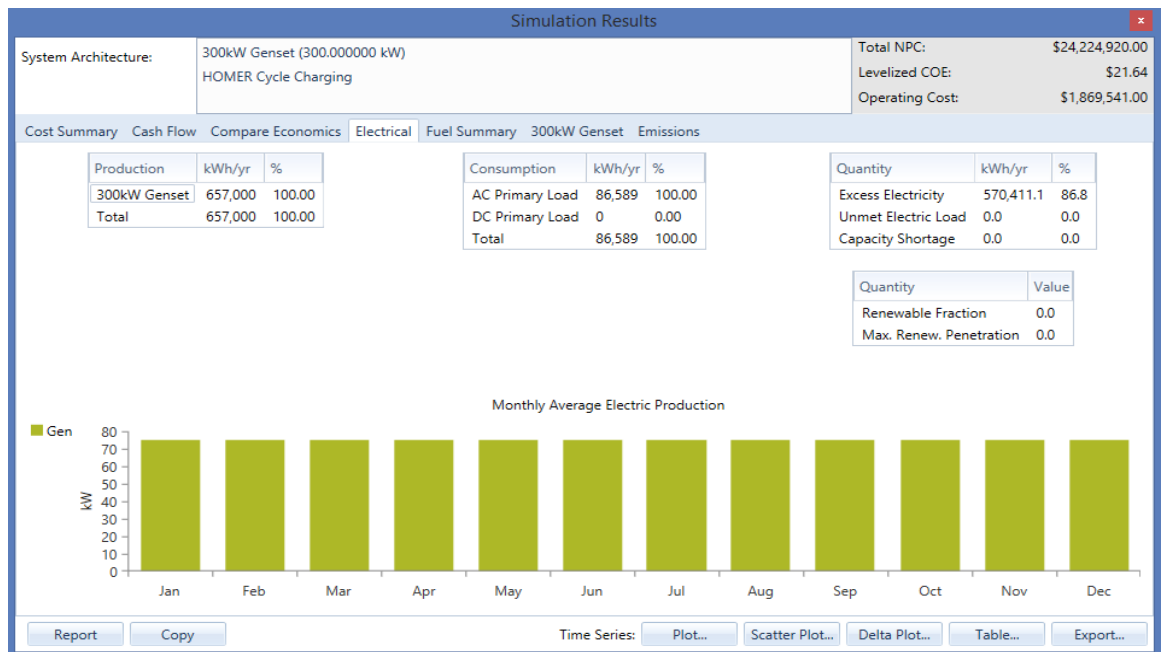 Simulation Results
x
System Architecture:
300kW Genset (300.000000 kW)
HOMER Cycle Charging
Total NPC: $24,224,920.00
Levelized COE: $21.64
Operating Cost: $1,869,541.00
Cost Summary Cash Flow Compare Economics Electrical Fuel Summary 300kW Genset Emissions
Production kWh/yr %
300kW Genset 657,000 100.00
Total 657,000 100.00
Consumption kWh/yr %
AC Primary Load 86,589 100.00
DC Primary Load 0 0.00
Total 86,589 100.00
Quantity kWh/yr %
Excess Electricity 570,411.1 86.8
Unmet Electric Load 0.0 0.0
Capacity Shortage 0.0 0.0
Quantity Value
Renewable Fraction 0.0
Max. Renew. Penetration 0.0
Monthly Average Electric Production
Gen
kW
80
70
60
50
40
30
20
10
0
Jan Feb Mar Apr May Jun Jul Aug Sep Oct Nov Dec
Report Copy Time Series: Plot... Scatter Plot... Delta Plot... Table... Export...